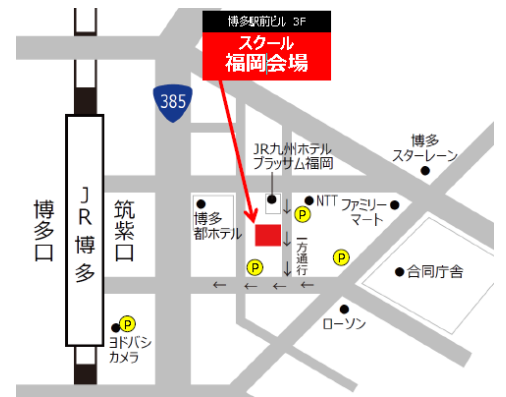 博多駅前ビル 3F
スクール
福岡会場
385
博多
スターレーン
JR九州ホテル
ブラッサム福岡
NTT
ファミリー
マート
P
博多
都ホテル
JR博多
博多口
筑紫口
一方通行
P
P
合同庁舎
ローソン
P
ヨドバシ
カメラ